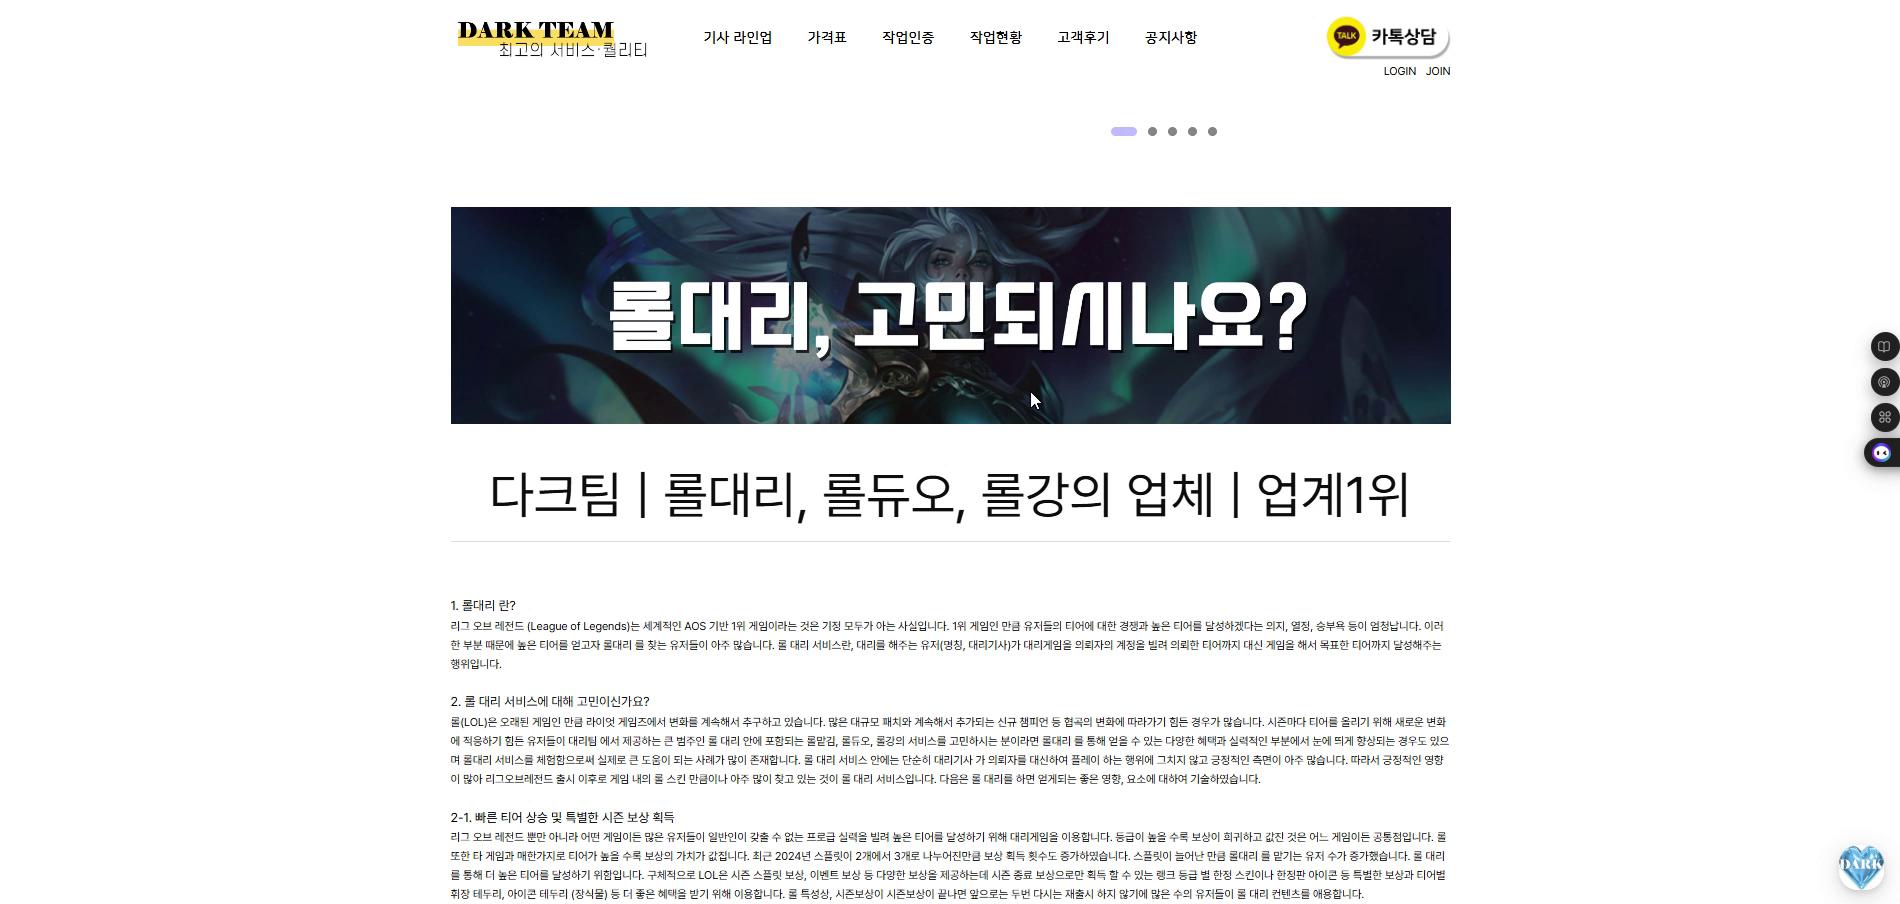 DARK TEAM
최고의 서비스·퀄리티
기사 라인업
가격표
작업인증
작업현황
고객후기
공지사항
TALK
카톡상담
LOGIN JOIN
롤대리, 고민되시나요?
다크팀 | 롤대리, 롤듀오, 롤강의 업체 | 업계1위
1. 롤대리 란?
리그 오브 레전드 (League of Legends)는 세계적인 AOS 기반 1위 게임이라는 것은 기정 모두가 아는 사실입니다. 1위 게임인 만큼 유저들의 티어에 대한 경쟁과 높은 티어를 달성하겠다는 의지, 열정, 승부욕 등이 엄청납니다. 이러
한 부분 때문에 높은 티어를 얻고자 롤대리 를 찾는 유저들이 아주 많습니다. 롤 대리 서비스란, 대리를 해주는 유저(명칭, 대리기사)가 대리게임을 의뢰자의 계정을 빌려 의뢰한 티어까지 대신 게임을 해서 목표한 티어까지 달성해주는
행위입니다.
2. 롤 대리 서비스에 대해 고민이신가요?
롤(LOL)은 오래된 게임인 만큼 라이엇 게임즈에서 변화를 계속해서 추구하고 있습니다. 많은 대규모 패치와 계속해서 추가되는 신규 챔피언 등 협곡의 변화에 따라가기 힘든 경우가 많습니다. 시즌마다 티어를 올리기 위해 새로운 변화
에 적응하기 힘든 유저들이 대리팀 에서 제공하는 큰 범주인 롤 대리 안에 포함되는 롤맡김, 롤듀오, 롤강의 서비스를 고민하시는 분이라면 롤대리 를 통해 얻을 수 있는 다양한 혜택과 실력적인 부분에서 눈에 띄게 향상되는 경우도 있으
며 롤대리 서비스를 체험함으로써 실제로 큰 도움이 되는 사례가 많이 존재합니다. 롤 대리 서비스 안에는 단순히 대리기사 가 의뢰자를 대신하여 플레이 하는 행위에 그치지 않고 긍정적인 측면이 아주 많습니다. 따라서 긍정적인 영향
이 많아 리그오브레전드 출시 이후로 게임 내의 롤 스킨 만큼이나 아주 많이 찾고 있는 것이 롤 대리 서비스입니다. 다음은 롤 대리를 하면 얻게되는 좋은 영향, 요소에 대하여 기술하였습니다.
2-1. 빠른 티어 상승 및 특별한 시즌 보상 획득
리그 오브 레전드 뿐만 아니라 어떤 게임이든 많은 유저들이 일반인이 갖출 수 없는 프로급 실력을 빌려 높은 티어를 달성하기 위해 대리게임을 이용합니다. 등급이 높을 수록 보상이 희귀하고 값진 것은 어느 게임이든 공통점입니다. 롤
또한 타 게임과 매한가지로 티어가 높을 수록 보상의 가치가 값집니다. 최근 2024년 스플릿이 2개에서 3개로 나누어진만큼 보상 획득 횟수도 증가하였습니다. 스플릿이 늘어난 만큼 롤대리 를 맡기는 유저 수가 증가했습니다. 롤 대리
를 통해 더 높은 티어를 달성하기 위함입니다. 구체적으로 LOL은 시즌 스플릿 보상, 이벤트 보상 등 다양한 보상을 제공하는데 시즌 종료 보상으로만 획득 할 수 있는 랭크 등급 별 한정 스킨이나 한정판 아이콘 등 특별한 보상과 티어별
휘장 테두리, 아이콘 테두리 (장식물) 등 더 좋은 혜택을 받기 위해 이용합니다. 롤 특성상, 시즌보상이 시즌보상이 끝나면 앞으로는 두번 다시는 재출시 하지 않기에 많은 수의 유저들이 롤 대리 컨텐츠를 애용합니다.
DARK